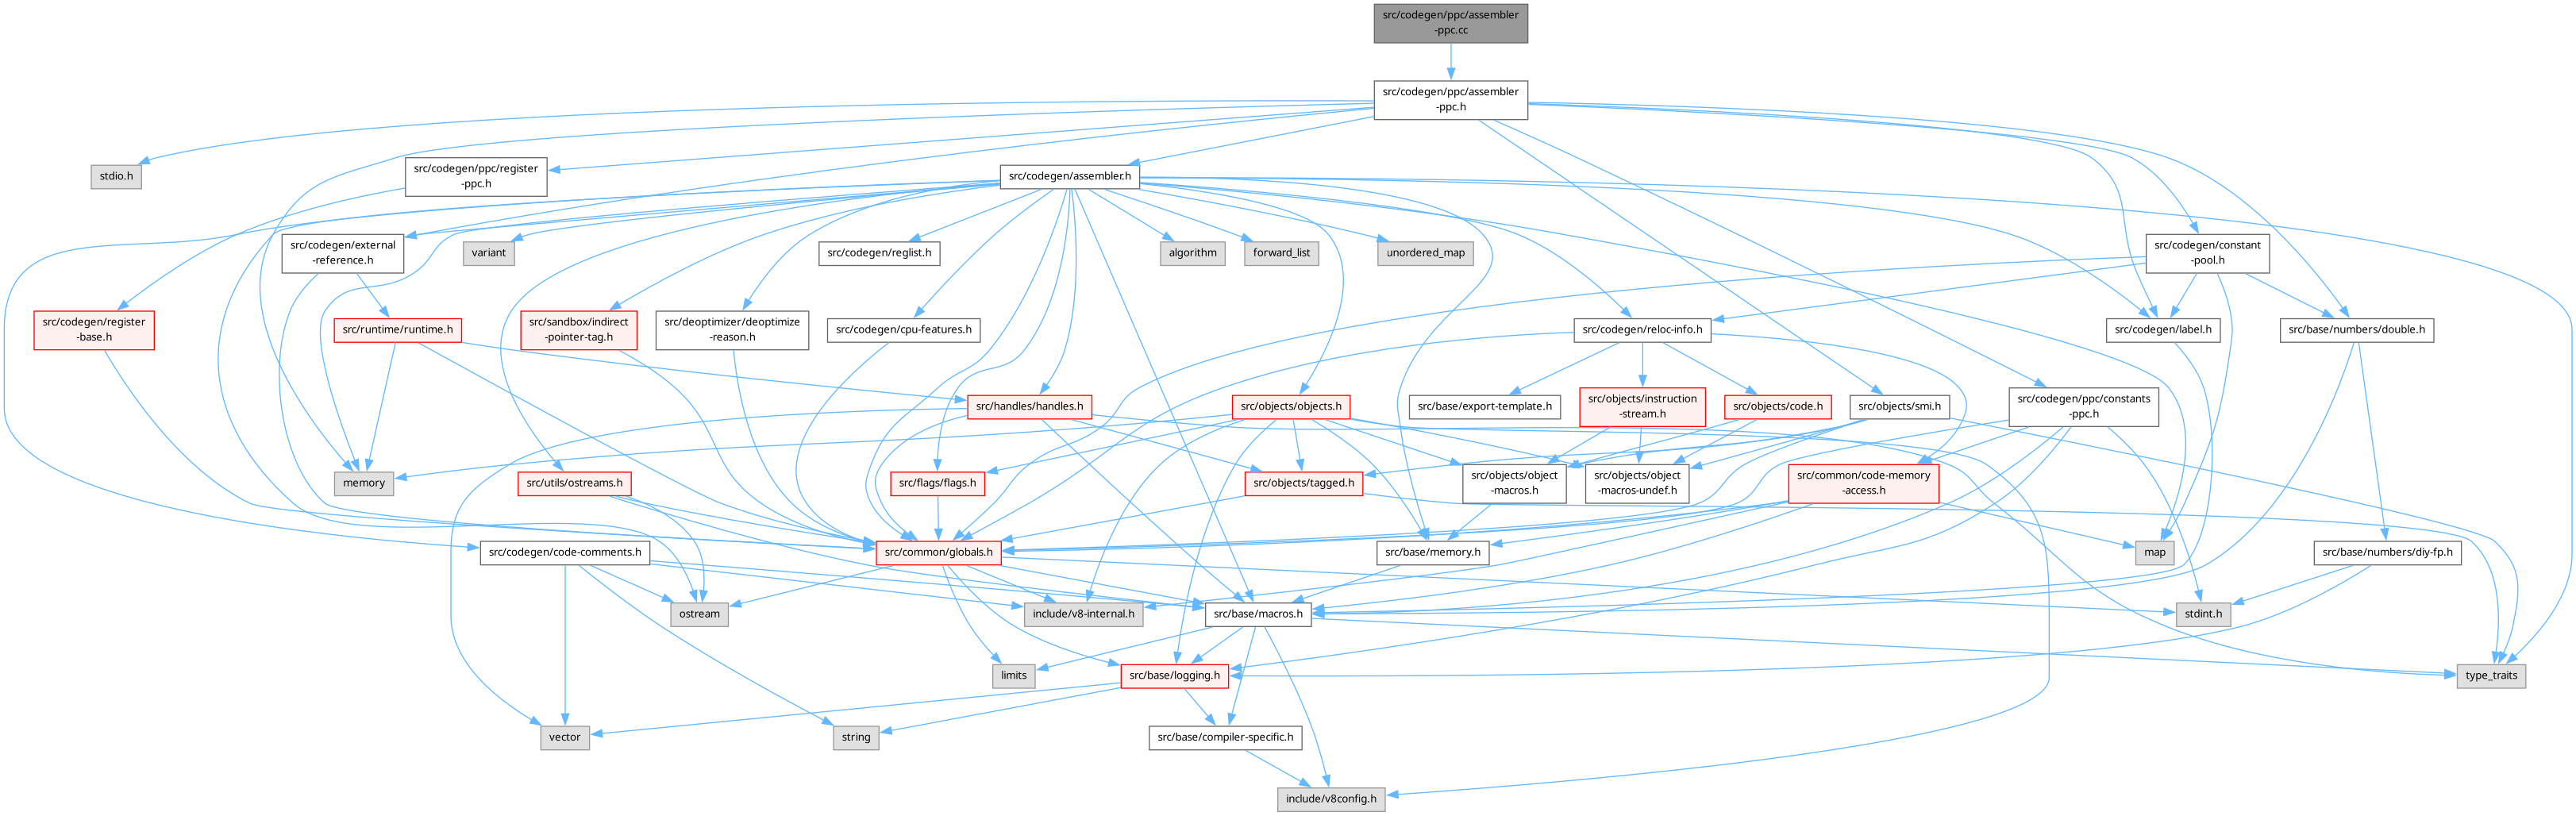 src/codegen/ppc/assembler
-ppc.cc
src/codegen/ppc/assembler
-ppc.h
stdio.h
src/codegen/ppc/register
-ppc.h
src/codegen/assembler.h
src/codegen/external
-reference.h
variant
src/codegen/reglist.h
algorithm
forward_list
unordered_map
src/codegen/constant
-pool.h
src/codegen/register
-base.h
src/runtime/runtime.h
src/sandbox/indirect
-pointer-tag.h
src/deoptimizer/deoptimize
-reason.h
src/codegen/cpu-features.h
src/codegen/reloc-info.h
src/codegen/label.h
src/base/numbers/double.h
src/handles/handles.h
src/objects/objects.h
src/base/export-template.h
src/objects/instruction
-stream.h
src/objects/code.h
src/objects/smi.h
src/codegen/ppc/constants
-ppc.h
memory
src/utils/ostreams.h
src/flags/flags.h
src/objects/tagged.h
src/objects/object
-macros.h
src/objects/object
-macros-undef.h
src/common/code-memory
-access.h
src/codegen/code-comments.h
src/common/globals.h
src/base/memory.h
map
src/base/numbers/diy-fp.h
ostream
include/v8-internal.h
src/base/macros.h
stdint.h
limits
src/base/logging.h
type_traits
vector
string
src/base/compiler-specific.h
include/v8config.h